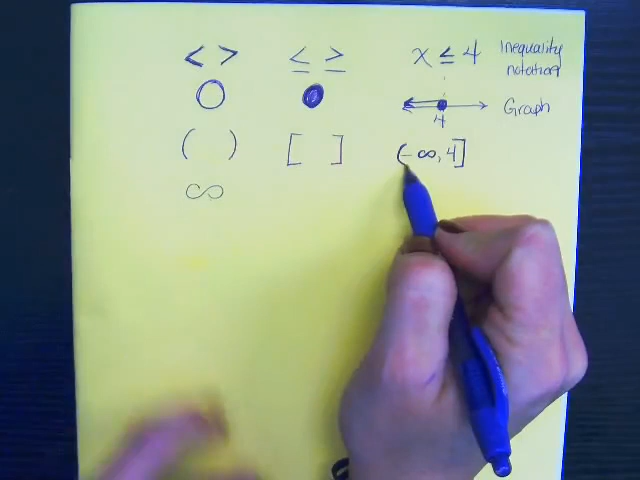 < > ≤ ≥ x ≤ 4 Inequality
notation
Graph
4
( ) [ ] (-∞, 4]
∞